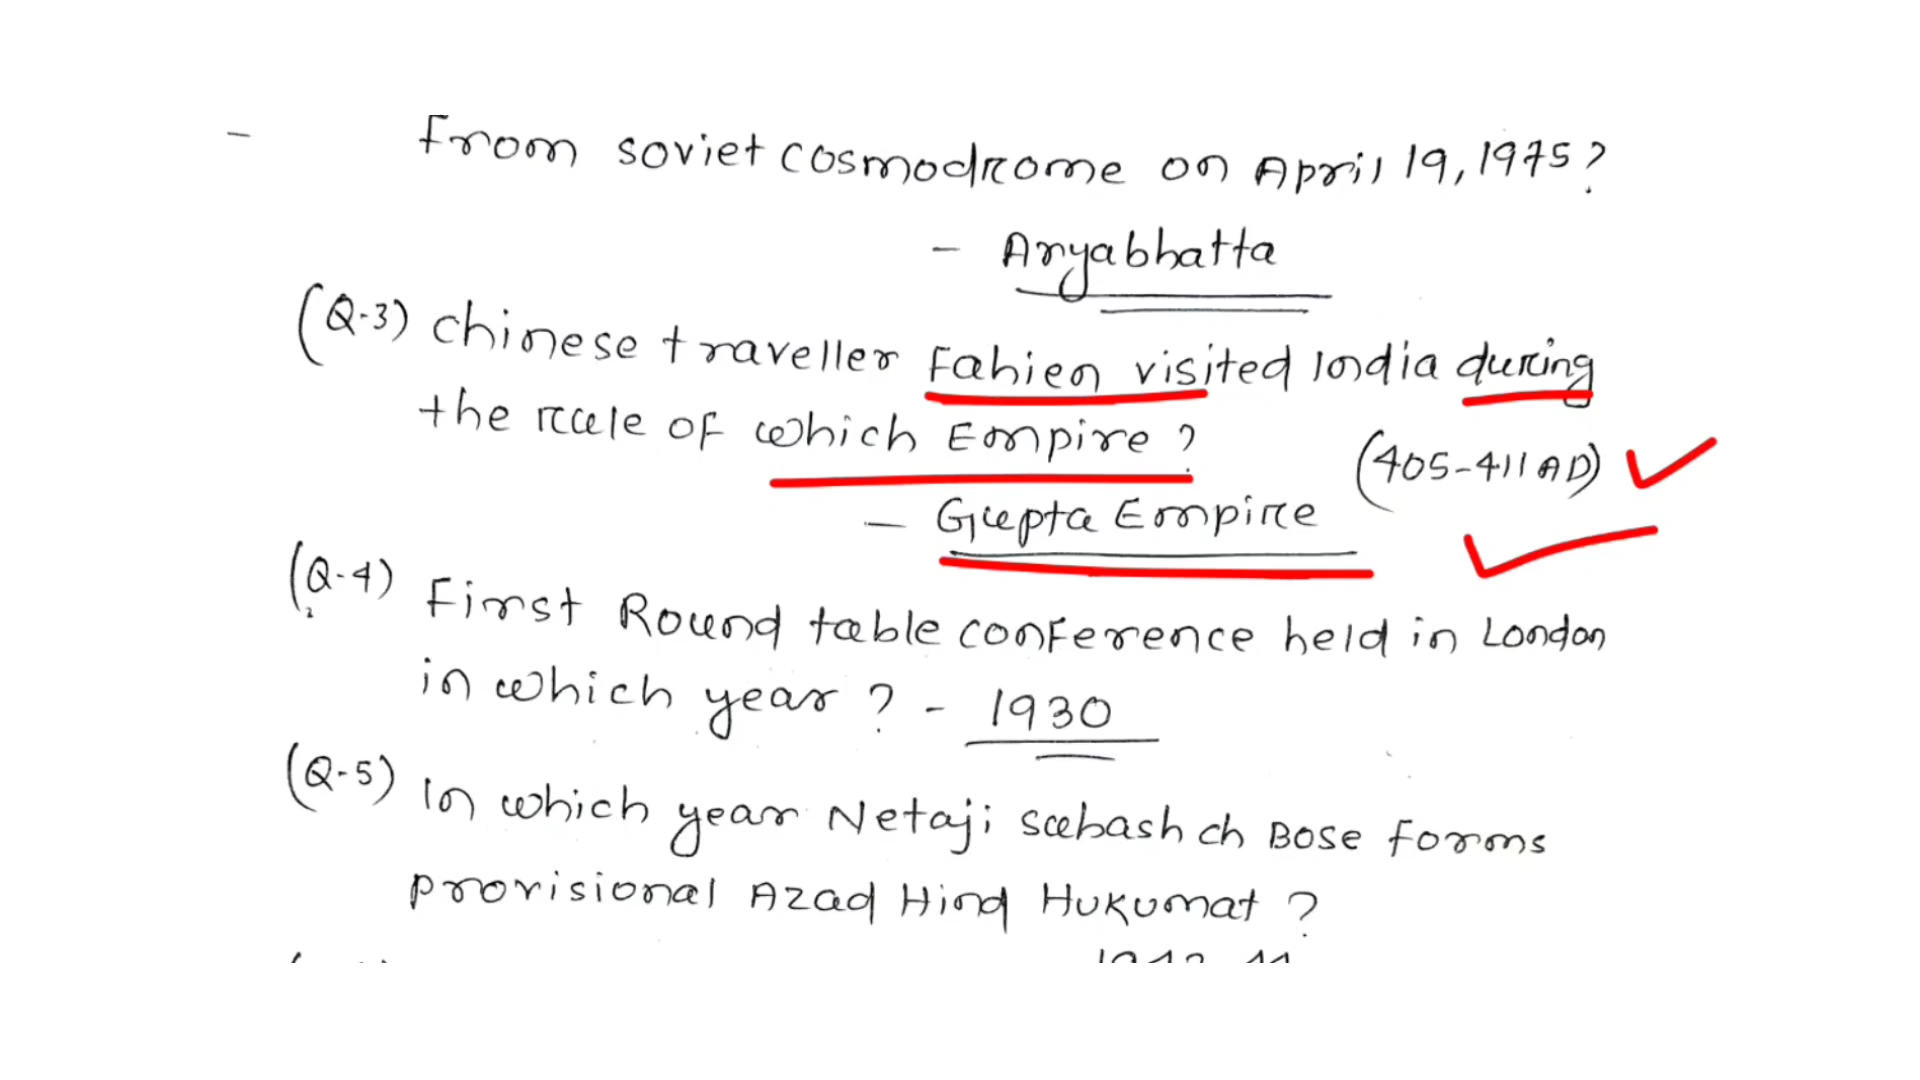 From soviet cosmodrome on April 19, 1975?
- Aryabhatta
(Q-3) Chinese traveller Fahien visited India during
the rule of which Empire?
(405-411 AD)
- Gupta Empire
(Q-4) First Round table conference held in London
in which year? - 1930
(Q-5) In which year Netaji Subash ch Bose Forms
provisional Azad Hind Hukumat?